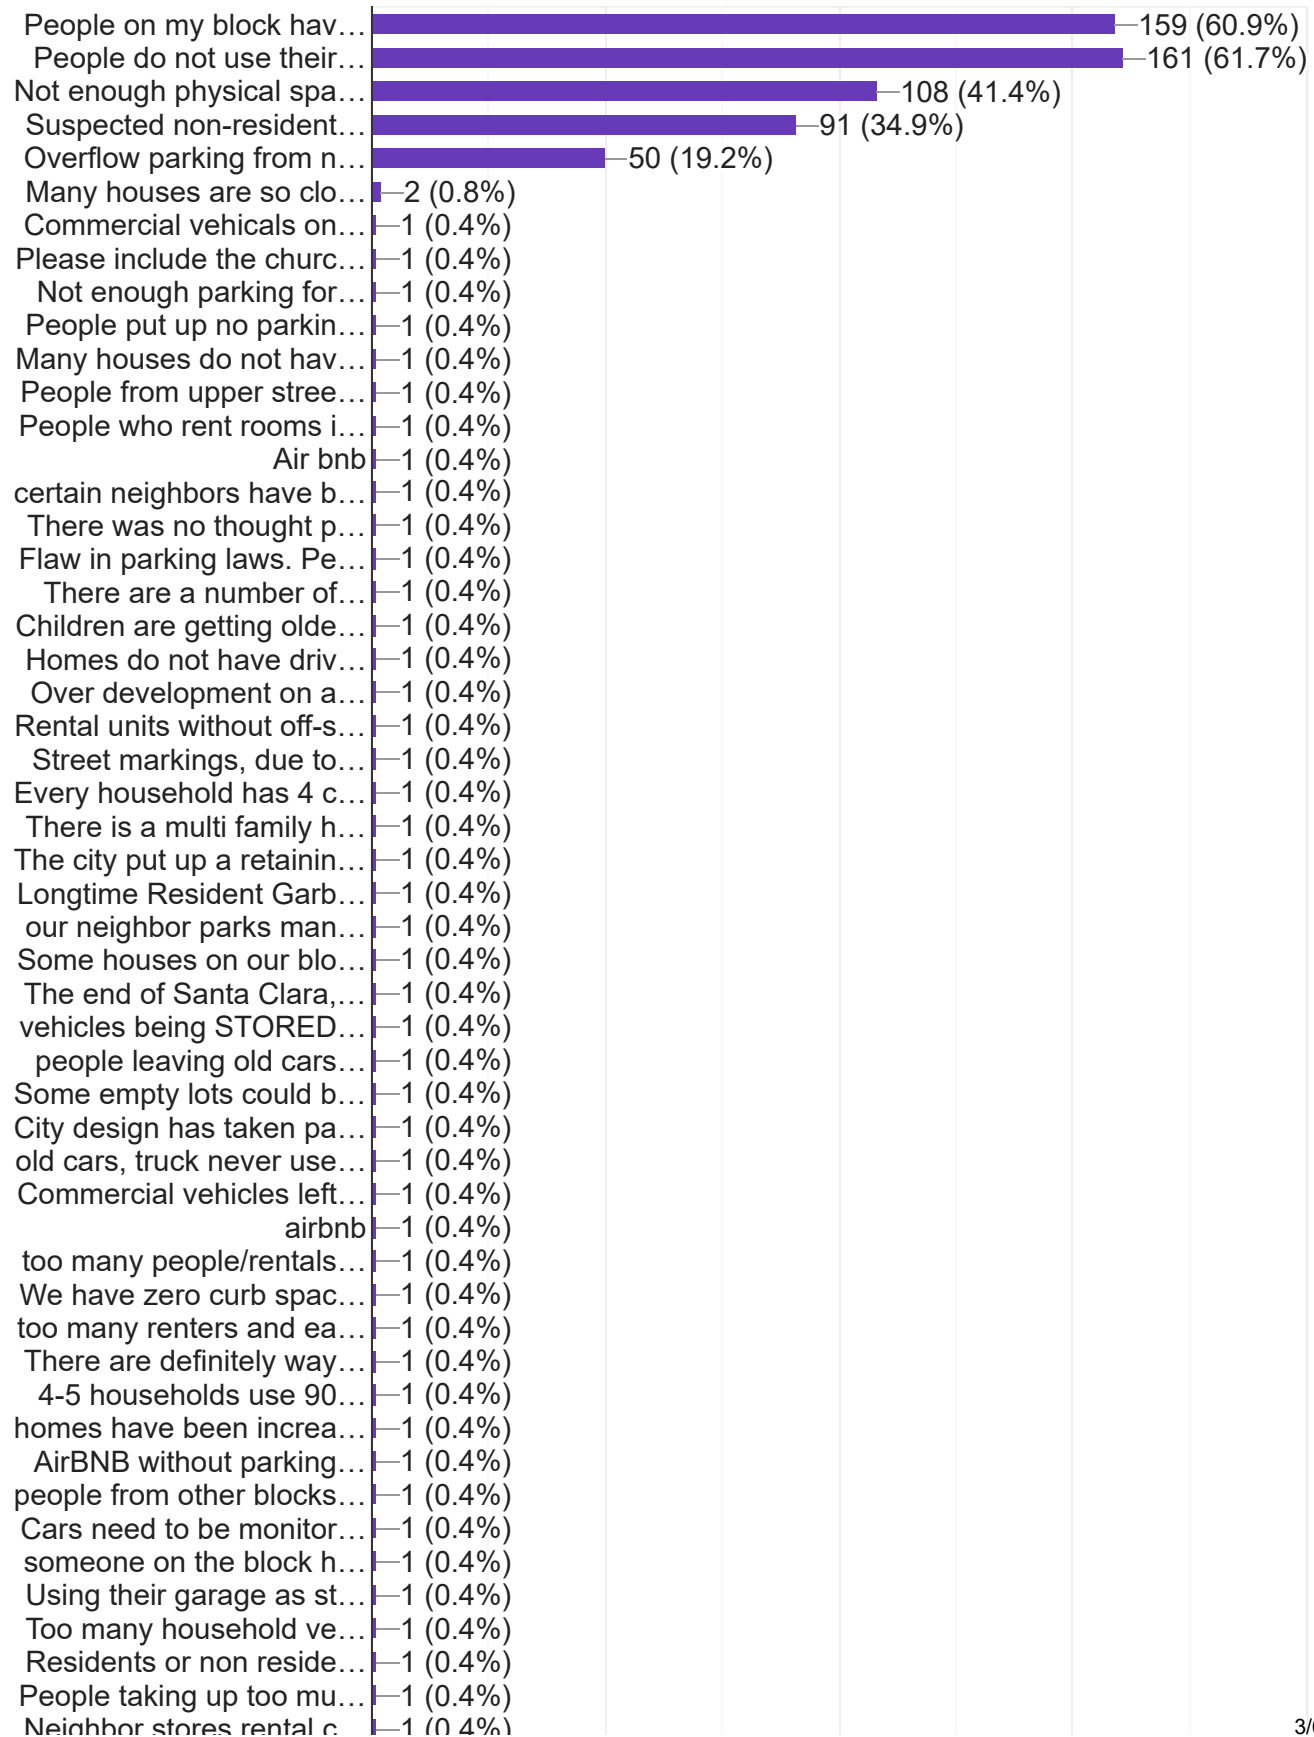 People on my block hav… 159 (60.9%)
People do not use their… 161 (61.7%)
Not enough physical spa… 108 (41.4%)
Suspected non-resident… 91 (34.9%)
Overflow parking from n… 50 (19.2%)
Many houses are so clo… 2 (0.8%)
Commercial vehicals on… 1 (0.4%)
Please include the churc… 1 (0.4%)
Not enough parking for… 1 (0.4%)
People put up no parkin… 1 (0.4%)
Many houses do not hav… 1 (0.4%)
People from upper stree… 1 (0.4%)
People who rent rooms i… 1 (0.4%)
Air bnb 1 (0.4%)
certain neighbors have b… 1 (0.4%)
There was no thought p… 1 (0.4%)
Flaw in parking laws. Pe… 1 (0.4%)
There are a number of… 1 (0.4%)
Children are getting olde… 1 (0.4%)
Homes do not have driv… 1 (0.4%)
Over development on a… 1 (0.4%)
Rental units without off-s… 1 (0.4%)
Street markings, due to… 1 (0.4%)
Every household has 4 c… 1 (0.4%)
There is a multi family h… 1 (0.4%)
The city put up a retainin… 1 (0.4%)
Longtime Resident Garb… 1 (0.4%)
our neighbor parks man… 1 (0.4%)
Some houses on our blo… 1 (0.4%)
The end of Santa Clara,… 1 (0.4%)
vehicles being STORED… 1 (0.4%)
people leaving old cars… 1 (0.4%)
Some empty lots could b… 1 (0.4%)
City design has taken pa… 1 (0.4%)
old cars, truck never use… 1 (0.4%)
Commercial vehicles left… 1 (0.4%)
airbnb 1 (0.4%)
too many people/rentals… 1 (0.4%)
We have zero curb spac… 1 (0.4%)
too many renters and ea… 1 (0.4%)
There are definitely way… 1 (0.4%)
4-5 households use 90… 1 (0.4%)
homes have been increa… 1 (0.4%)
AirBNB without parking… 1 (0.4%)
people from other blocks… 1 (0.4%)
Cars need to be monitor… 1 (0.4%)
someone on the block h… 1 (0.4%)
Using their garage as st… 1 (0.4%)
Too many household ve… 1 (0.4%)
Residents or non reside… 1 (0.4%)
People taking up too mu… 1 (0.4%)
Neighbor stores rental c… 1 (0.4%)
3/